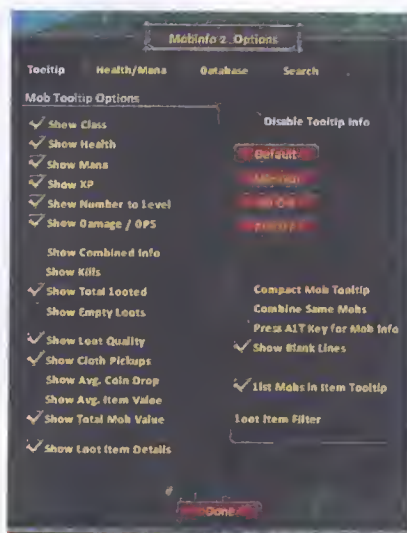 MobInfo 2 Options
Tooltip Health/Mana Database Search
Mob Tooltip Options
Show Class
Show Health
Show Mana
Show XP
Show Number to Level
Show Damage / DPS
Show Combined Info
Show Kills
Show Total Looted
Show Empty Loots
Show Loot Quality
Show Cloth Pickups
Show Avg. Coin Drop
Show Avg. Item Value
Show Total Mob Value
Show Loot Item Details
Disable Tooltip Info
Default
Compact Mob Tooltip
Combine Same Mobs
Press ALT Key for Mob Info
Show Blank Lines
List Mobs in Item Tooltip
Loot Item Filter
Done